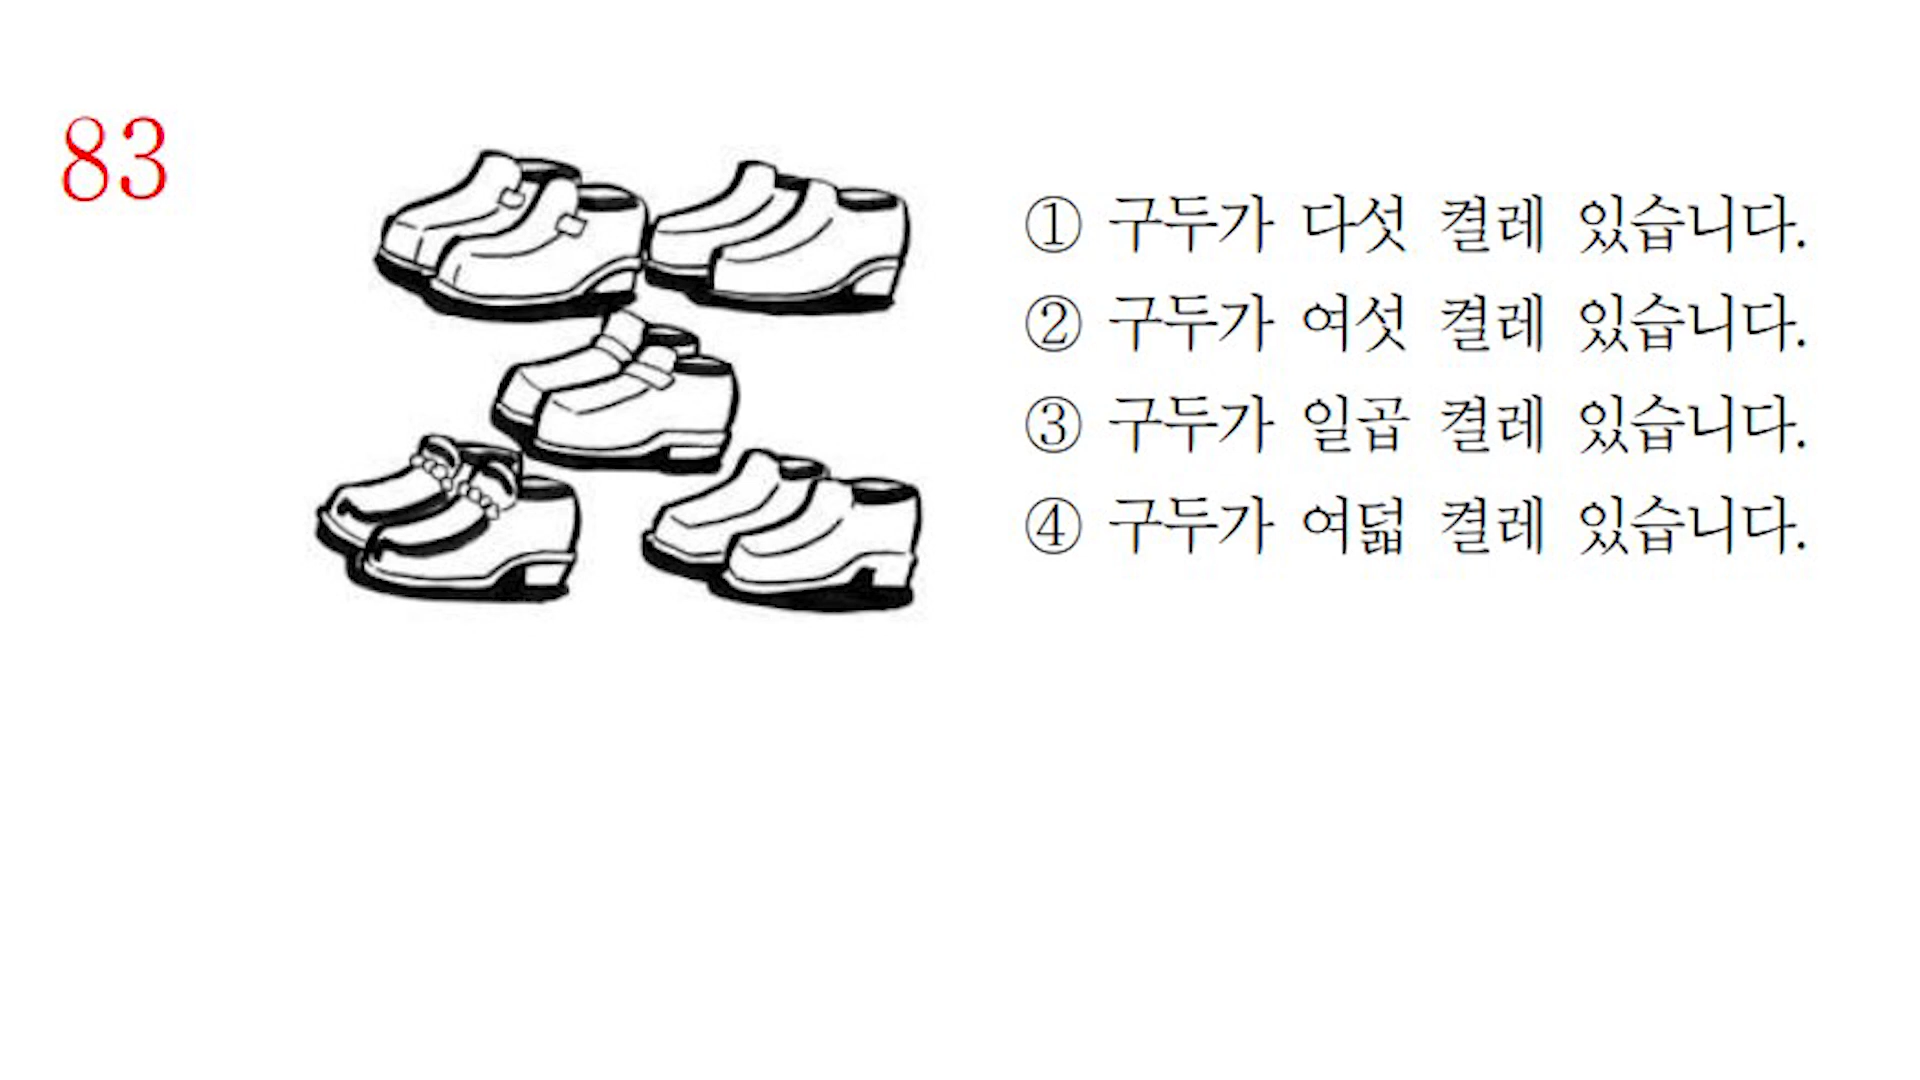 83
① 구두가 다섯 켤레 있습니다.
② 구두가 여섯 켤레 있습니다.
③ 구두가 일곱 켤레 있습니다.
④ 구두가 여덟 켤레 있습니다.